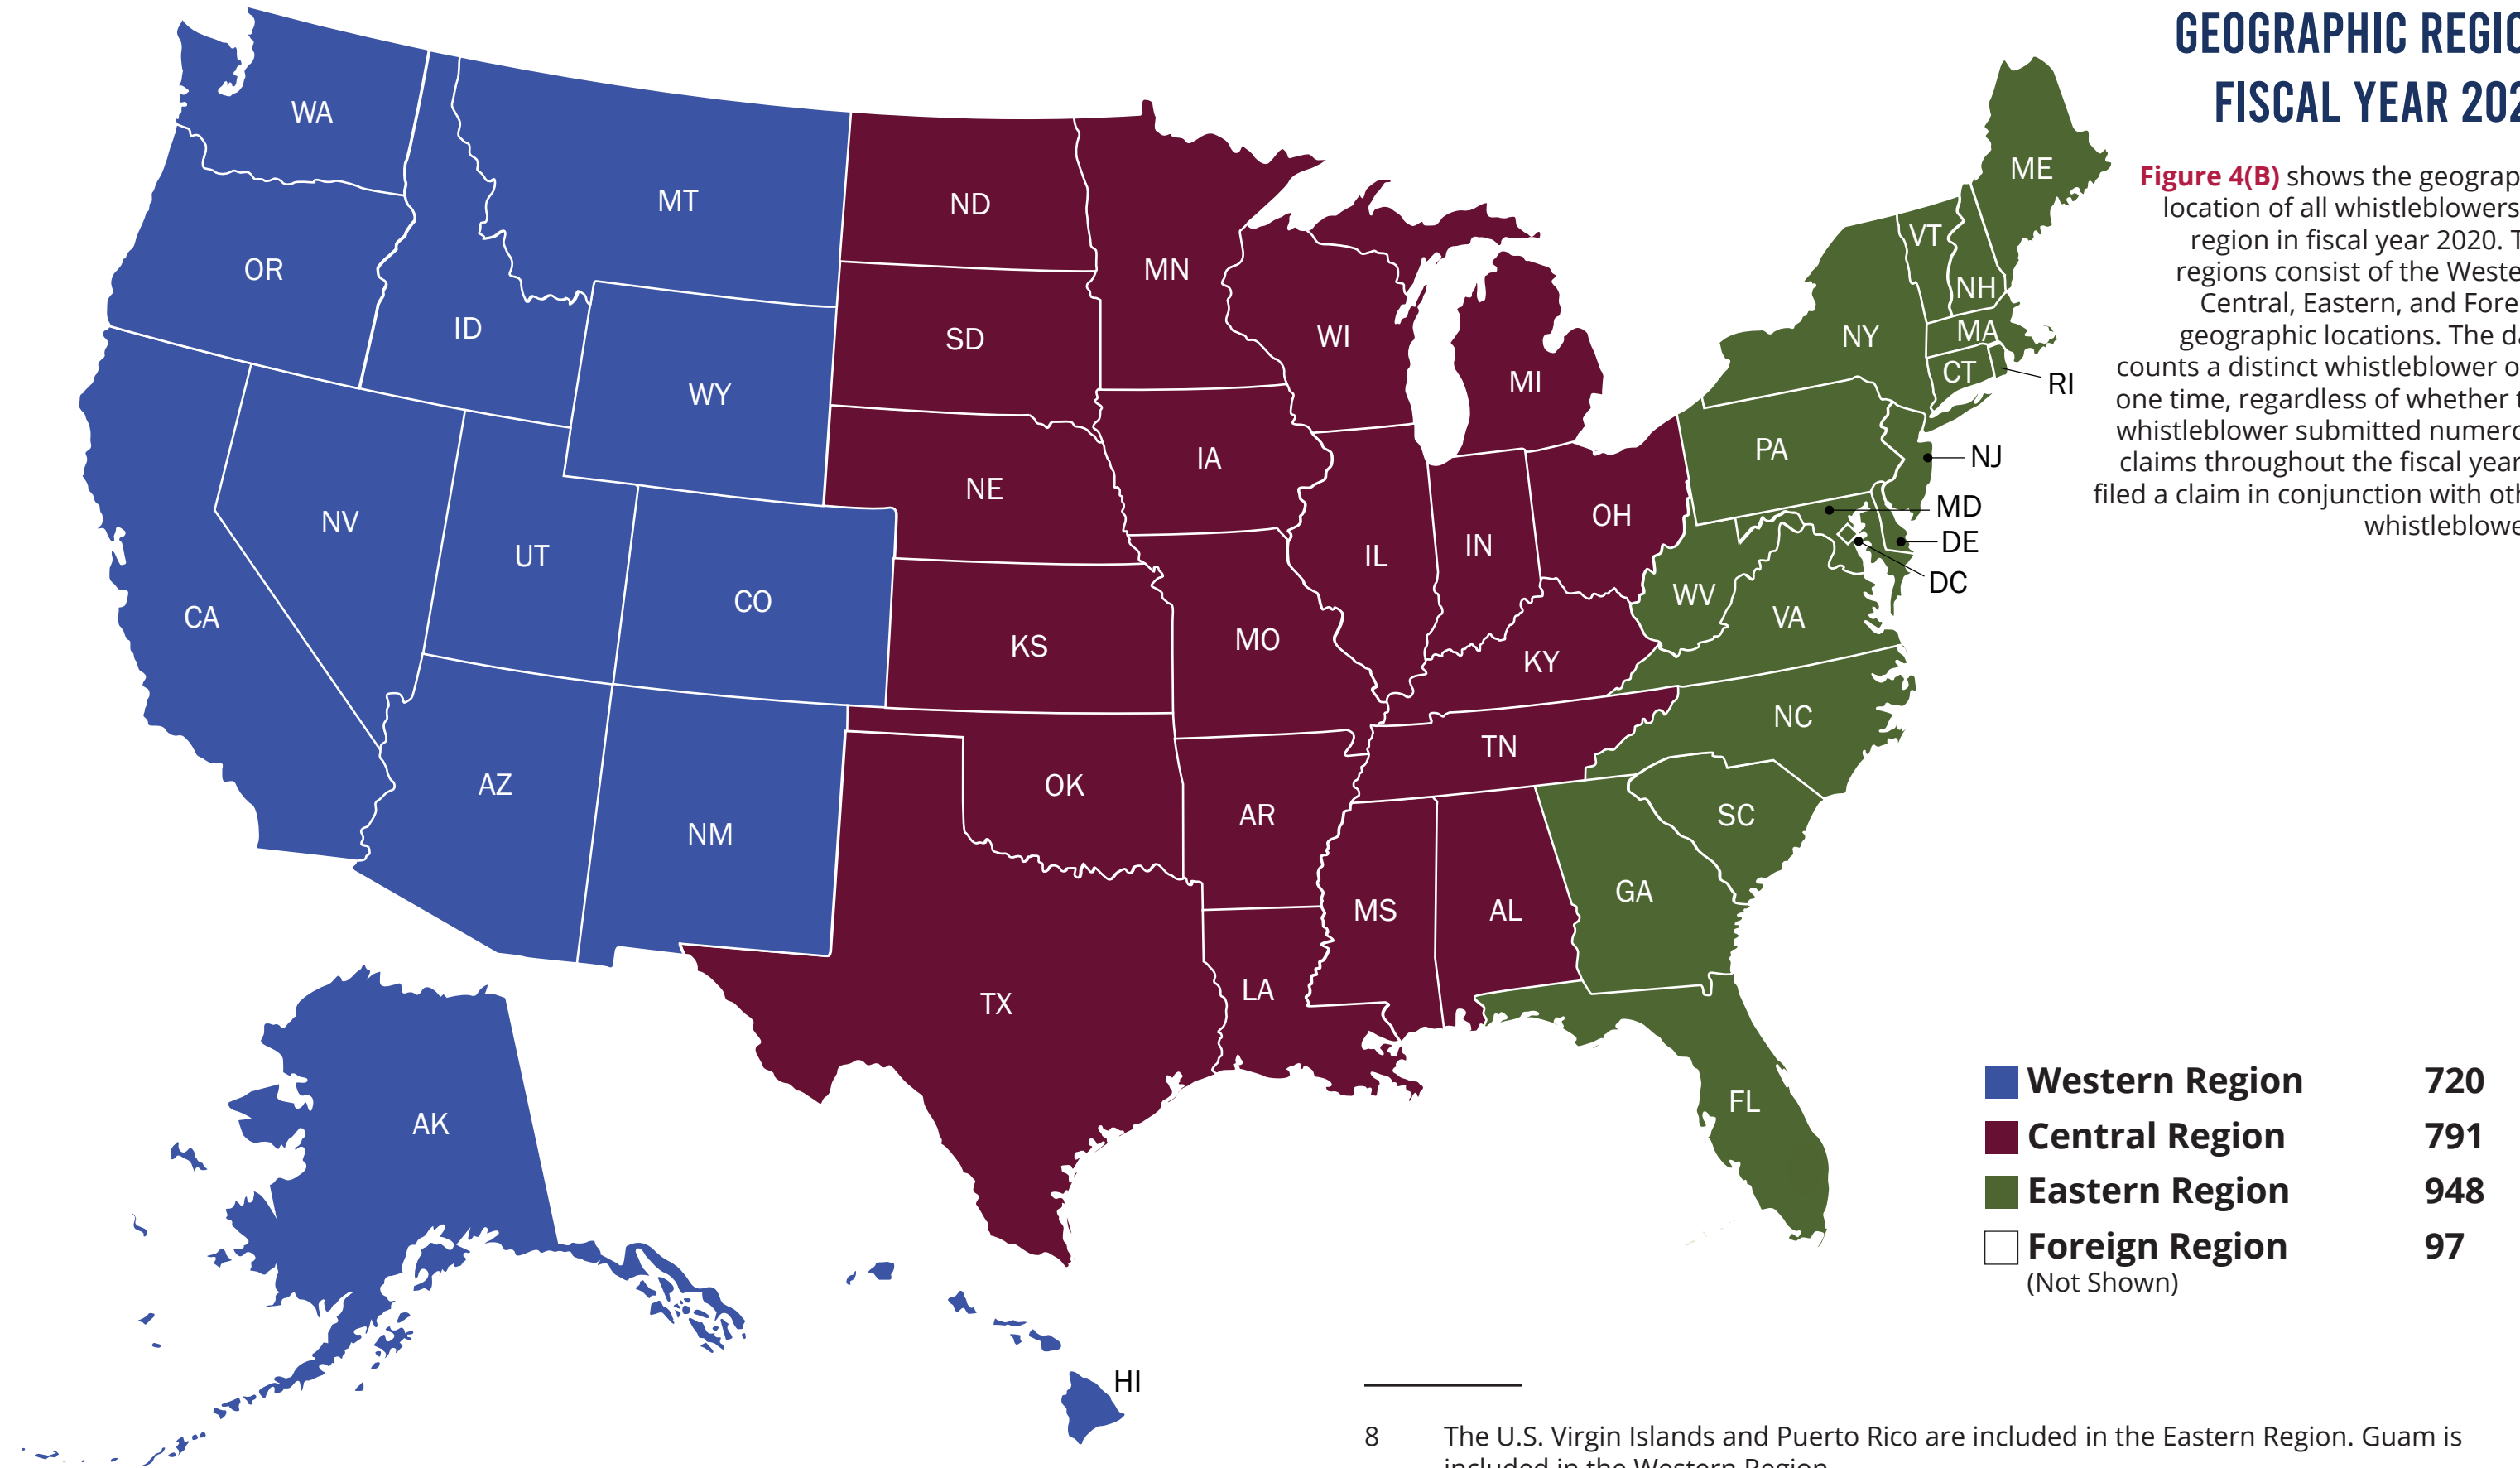 GEOGRAPHIC REGIO
FISCAL YEAR 202
Figure 4(B) shows the geograp
location of all whistleblowers
region in fiscal year 2020. T
regions consist of the Weste
Central, Eastern, and Fore
geographic locations. The da
counts a distinct whistleblower o
one time, regardless of whether t
whistleblower submitted numero
claims throughout the fiscal year
filed a claim in conjunction with oth
whistleblowe
WA
MT
ND
MN
ME
VT
NH
OR
ID
SD
WI
MI
NY
MA
CT
RI
WY
NE
IA
PA
NJ
MD
DE
DC
NV
UT
CO
IL
IN
OH
WV
VA
CA
KS
MO
KY
NC
AZ
NM
OK
AR
TN
SC
TX
LA
MS
AL
GA
FL
AK
HI
Western Region 720
Central Region 791
Eastern Region 948
Foreign Region 97
(Not Shown)
8 The U.S. Virgin Islands and Puerto Rico are included in the Eastern Region. Guam is
included in the Western Region